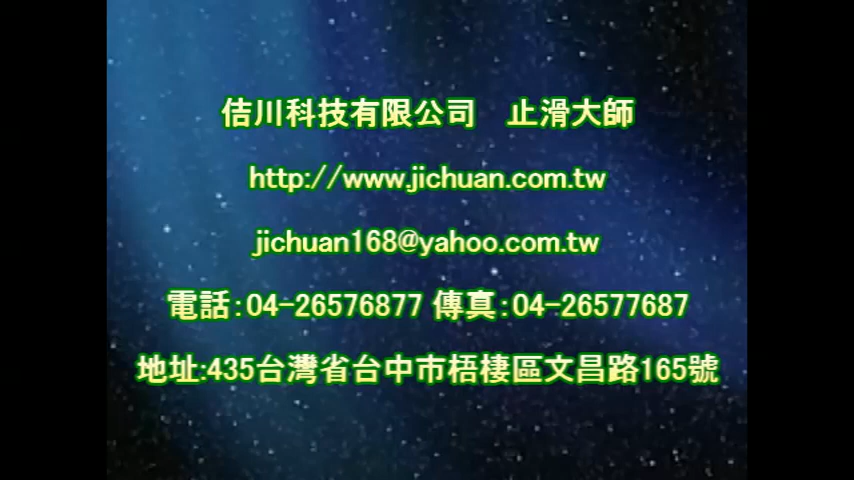 佶川科技有限公司　止滑大師
http://www.jichuan.com.tw
jichuan168@yahoo.com.tw
電話:04-26576877 傳真:04-26577687
地址:435台灣省台中市梧棲區文昌路165號